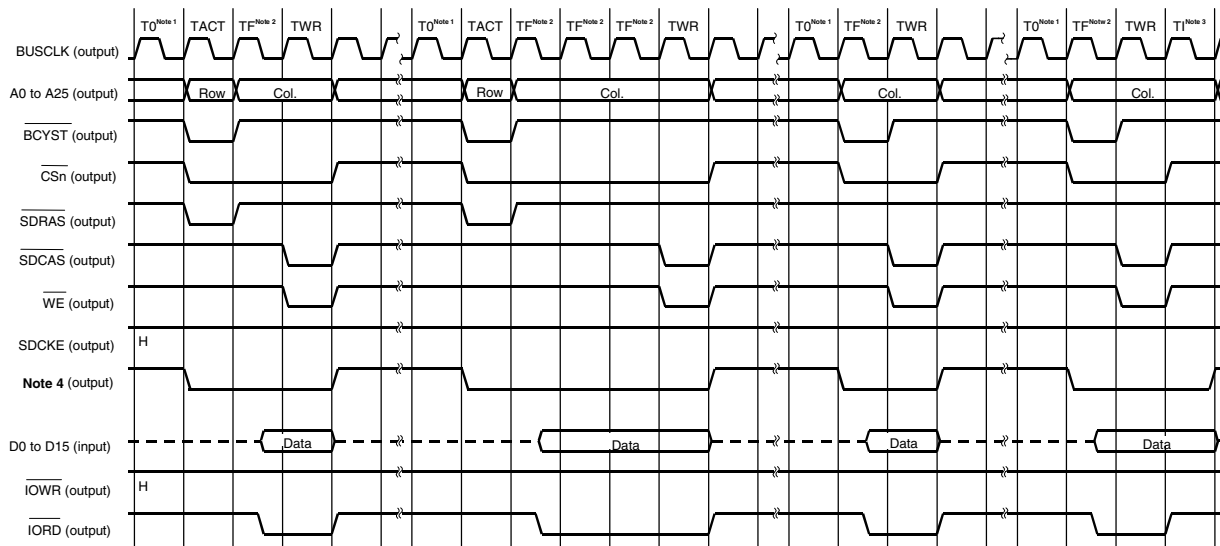 T0Note 1 TACT TFNote 2 TWR T0Note 1 TACT TFNote 2 TFNote 2 TFNote 2 TWR T0Note 1 TFNote 2 TWR T0Note 1 TFNotw 2 TWR TINote 3
BUSCLK (output)
A0 to A25 (output) Row Col. Row Col. Col. Col.
BCYST (output)
CSn (output)
SDRAS (output)
SDCAS (output)
WE (output)
SDCKE (output) H
Note 4 (output)
D0 to D15 (input) Data Data Data Data
IOWR (output) H
IORD (output)